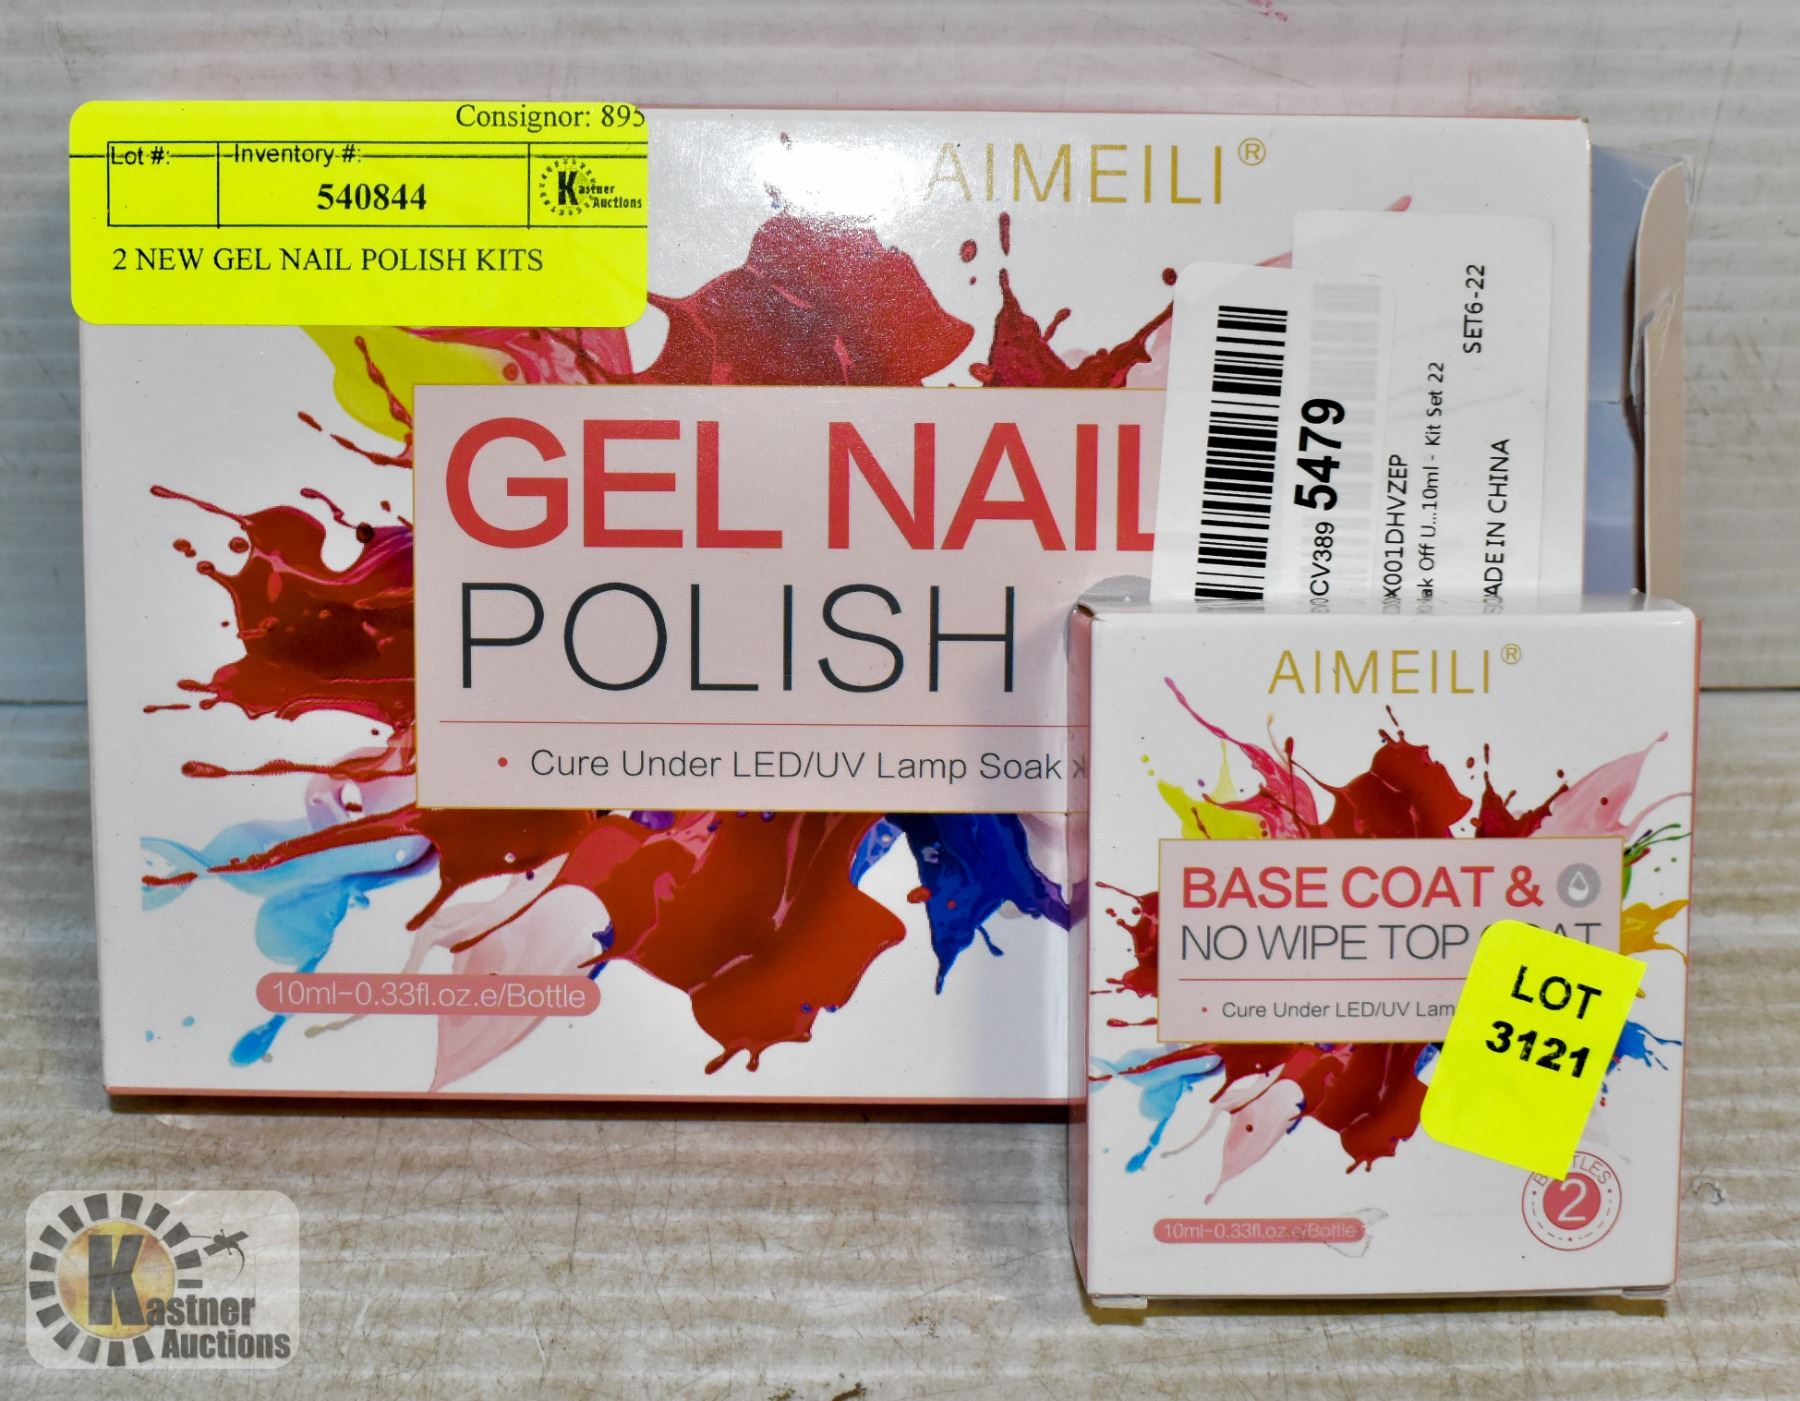 Consignor: 895
Lot #:
Inventory #:
540844
Kastner
Auctions
2 NEW GEL NAIL POLISH KITS
AIMEILI®
GEL NAIL
POLISH
• Cure Under LED/UV Lamp Soak
10ml-0.33fl.oz.e/Bottle
CV389 5479
X001DHVZEP
ak Off U...10ml - Kit Set 22
SET6-22
ADE IN CHINA
AIMEILI®
BASE COAT &
NO WIPE TOP
• Cure Under LED/UV Lam
LOT
3121
2
10ml-0.33fl.oz.e/Bottle
Kastner
Auctions